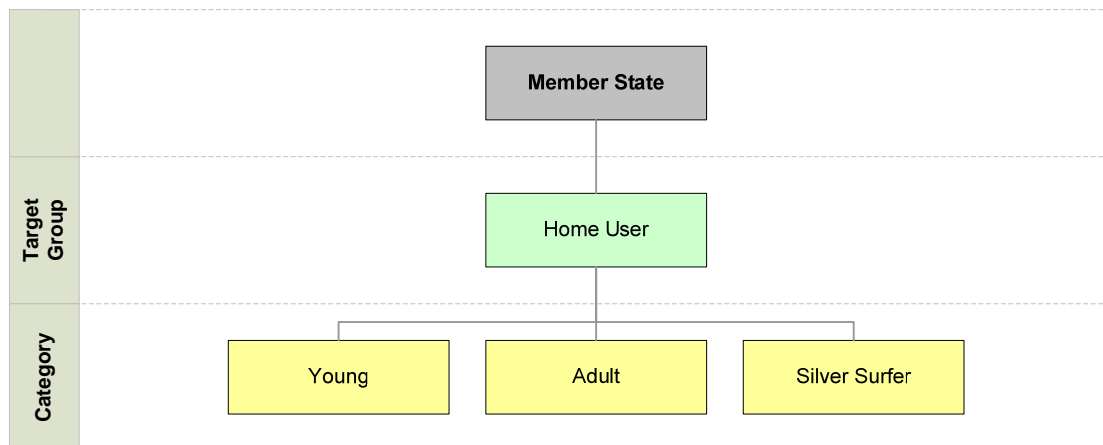 Member State
Target
Group
Home User
Category
Young
Adult
Silver Surfer